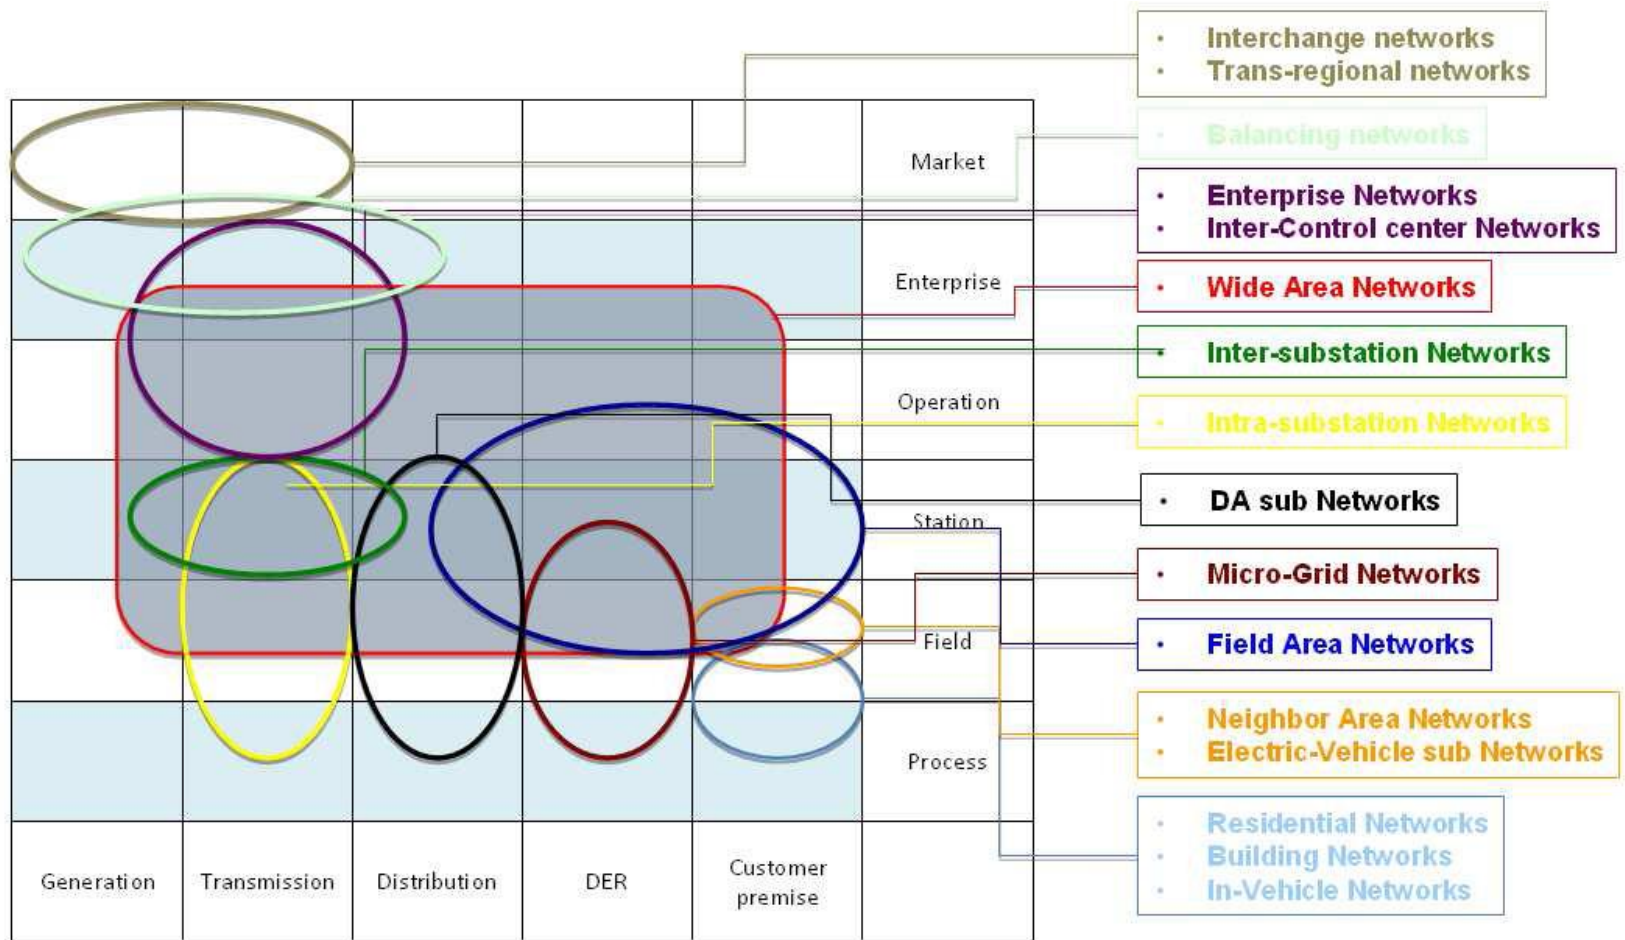 • Interchange networks
• Trans-regional networks
• Balancing networks
Market
• Enterprise Networks
• Inter-Control center Networks
Enterprise
• Wide Area Networks
• Inter-substation Networks
Operation
• Intra-substation Networks
• DA sub Networks
Station
• Micro-Grid Networks
Field
• Field Area Networks
• Neighbor Area Networks
• Electric-Vehicle sub Networks
Process
• Residential Networks
• Building Networks
• In-Vehicle Networks
Generation
Transmission
Distribution
DER
Customer
premise